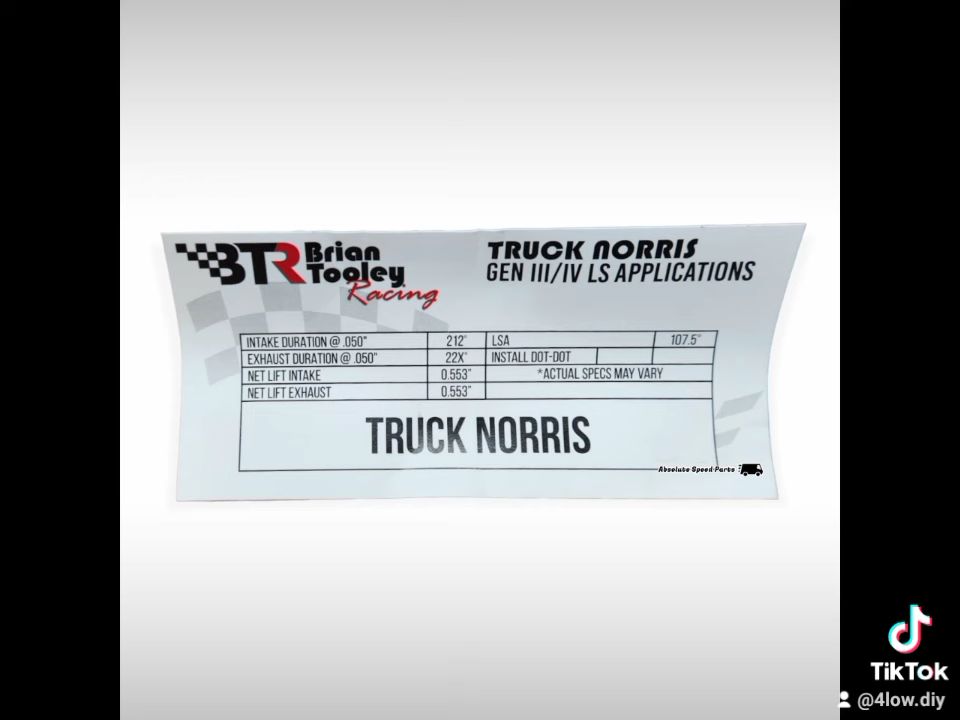 BTR Brian Tooley Racing
TRUCK NORRIS
GEN III/IV LS APPLICATIONS
INTAKE DURATION @ .050" 212° LSA 107.5°
EXHAUST DURATION @ .050" 22X° INSTALL DOT-DOT
NET LIFT INTAKE 0.553" *ACTUAL SPECS MAY VARY
NET LIFT EXHAUST 0.553"
TRUCK NORRIS
Absolute Speed Parts
TikTok
@4low.diy